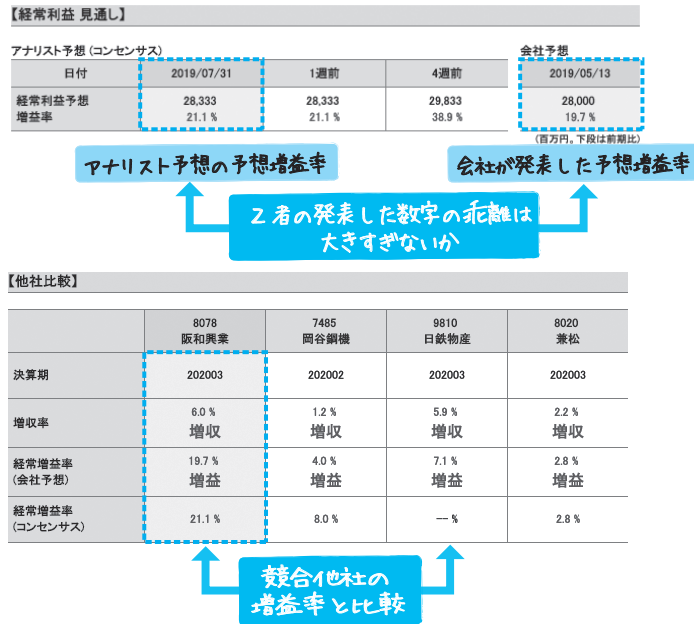 【経常利益 見通し】
アナリスト予想 (コンセンサス) 会社予想
日付 2019/07/31 1週前 4週前 2019/05/13
経常利益予想 28,333 28,333 29,833 28,000
増益率 21.1 % 21.1 % 38.9 % 19.7 %
(百万円。下段は前期比)
アナリスト予想の予想増益率 会社が発表した予想増益率
2者の発表した数字の乖離は
大きすぎないか
【他社比較】
8078 7485 9810 8020
阪和興業 岡谷鋼機 日鉄物産 兼松
決算期 202003 202002 202003 202003
増収率 6.0 % 1.2 % 5.9 % 2.2 %
増収 増収 増収 増収
経常増益率 19.7 % 4.0 % 7.1 % 2.8 %
(会社予想) 増益 増益 増益 増益
経常増益率
(コンセンサス) 21.1 % 8.0 % -- % 2.8 %
競合他社の
増益率と比較